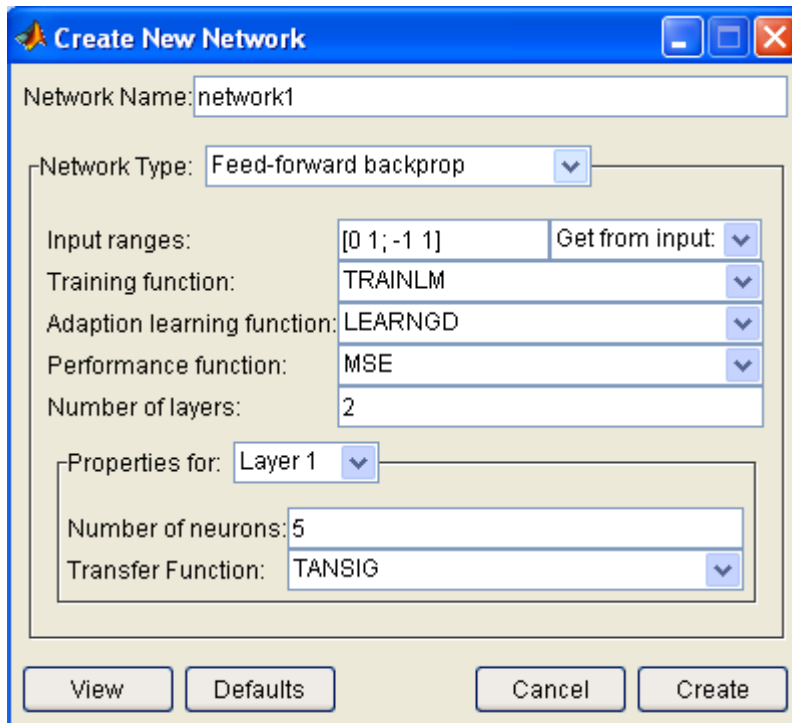 Create New Network
Network Name: network1
Network Type: Feed-forward backprop
Input ranges: [0 1; -1 1] Get from input:
Training function: TRAINLM
Adaption learning function: LEARNGD
Performance function: MSE
Number of layers: 2
Properties for: Layer 1
Number of neurons: 5
Transfer Function: TANSIG
View Defaults Cancel Create